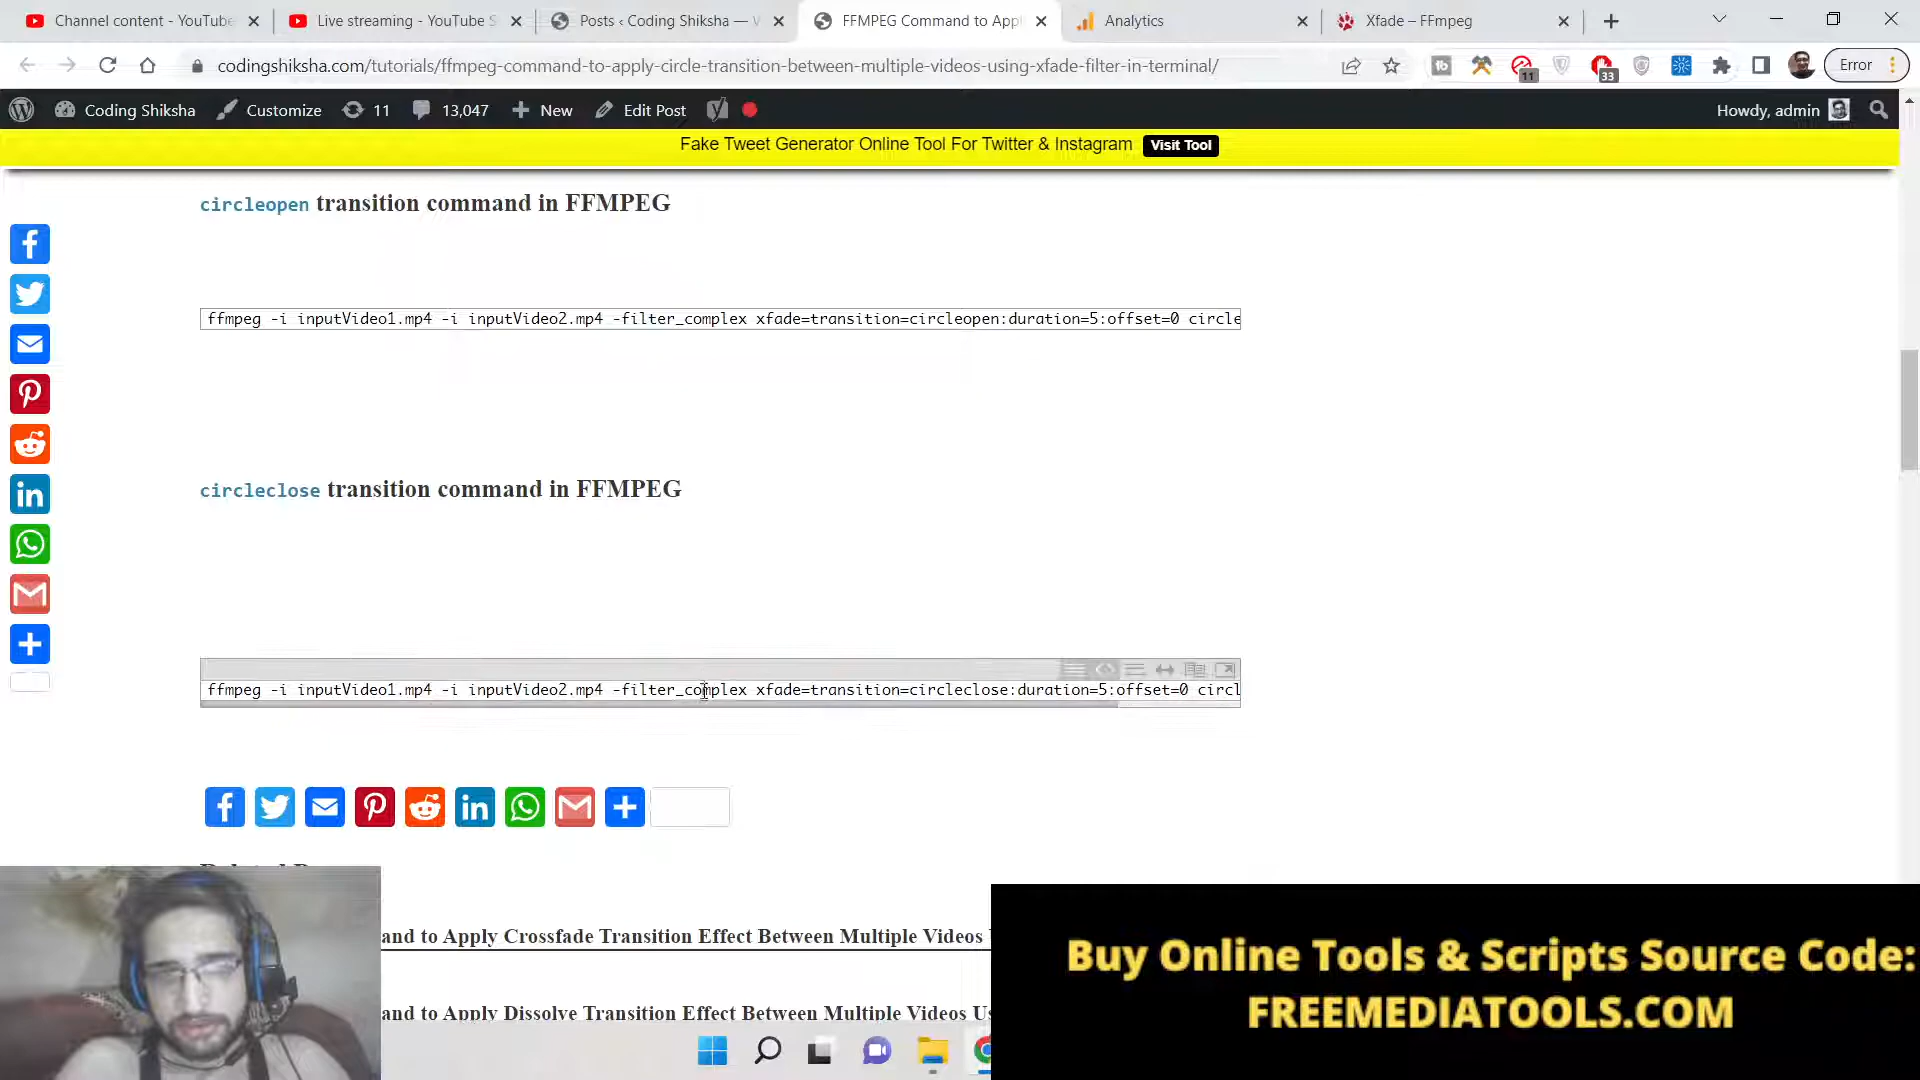 Channel content - YouTube
Live streaming - YouTube S
Posts ‹ Coding Shiksha — V
FFMPEG Command to Appl
Analytics
Xfade – FFmpeg
codingshiksha.com/tutorials/ffmpeg-command-to-apply-circle-transition-between-multiple-videos-using-xfade-filter-in-terminal/
11
33
Error
Coding Shiksha
Customize
11
13,047
New
Edit Post
Howdy, admin
Fake Tweet Generator Online Tool For Twitter & Instagram
Visit Tool
circleopen transition command in FFMPEG
ffmpeg -i inputVideo1.mp4 -i inputVideo2.mp4 -filter_complex xfade=transition=circleopen:duration=5:offset=0 circle
circleclose transition command in FFMPEG
ffmpeg -i inputVideo1.mp4 -i inputVideo2.mp4 -filter_complex xfade=transition=circleclose:duration=5:offset=0 circl
and to Apply Crossfade Transition Effect Between Multiple Videos
and to Apply Dissolve Transition Effect Between Multiple Videos Us
Buy Online Tools & Scripts Source Code:
FREEMEDIATOOLS.COM